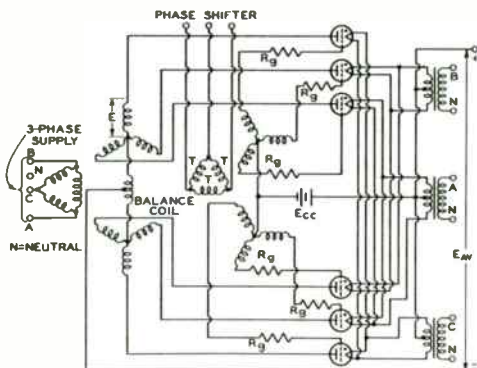 PHASE SHIFTER
Rg
Rg
E
3-PHASE
SUPPLY
B
N
C
A
N=NEUTRAL
T T
T
BALANCE
COIL
Rg
Ecc
Rg
Rg
Rg
+
B
N
A
N
EAV
C
N
-